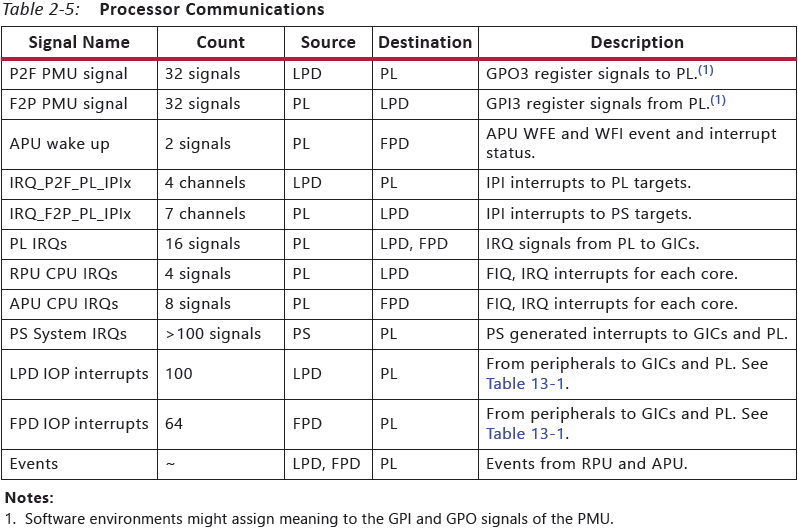 Table 2-5: Processor Communications
Signal Name Count Source Destination Description
P2F PMU signal 32 signals LPD PL GPO3 register signals to PL.(1)
F2P PMU signal 32 signals PL LPD GPI3 register signals from PL.(1)
APU wake up 2 signals PL FPD APU WFE and WFI event and interrupt
status.
IRQ_P2F_PL_IPIx 4 channels LPD PL IPI interrupts to PL targets.
IRQ_F2P_PL_IPIx 7 channels PL LPD IPI interrupts to PS targets.
PL IRQs 16 signals PL LPD, FPD IRQ signals from PL to GICs.
RPU CPU IRQs 4 signals PL LPD FIQ, IRQ interrupts for each core.
APU CPU IRQs 8 signals PL FPD FIQ, IRQ interrupts for each core.
PS System IRQs >100 signals PS PL PS generated interrupts to GICs and PL.
LPD IOP interrupts 100 LPD PL From peripherals to GICs and PL. See
Table 13-1.
FPD IOP interrupts 64 FPD PL From peripherals to GICs and PL. See
Table 13-1.
Events ~ LPD, FPD PL Events from RPU and APU.
Notes:
1. Software environments might assign meaning to the GPI and GPO signals of the PMU.